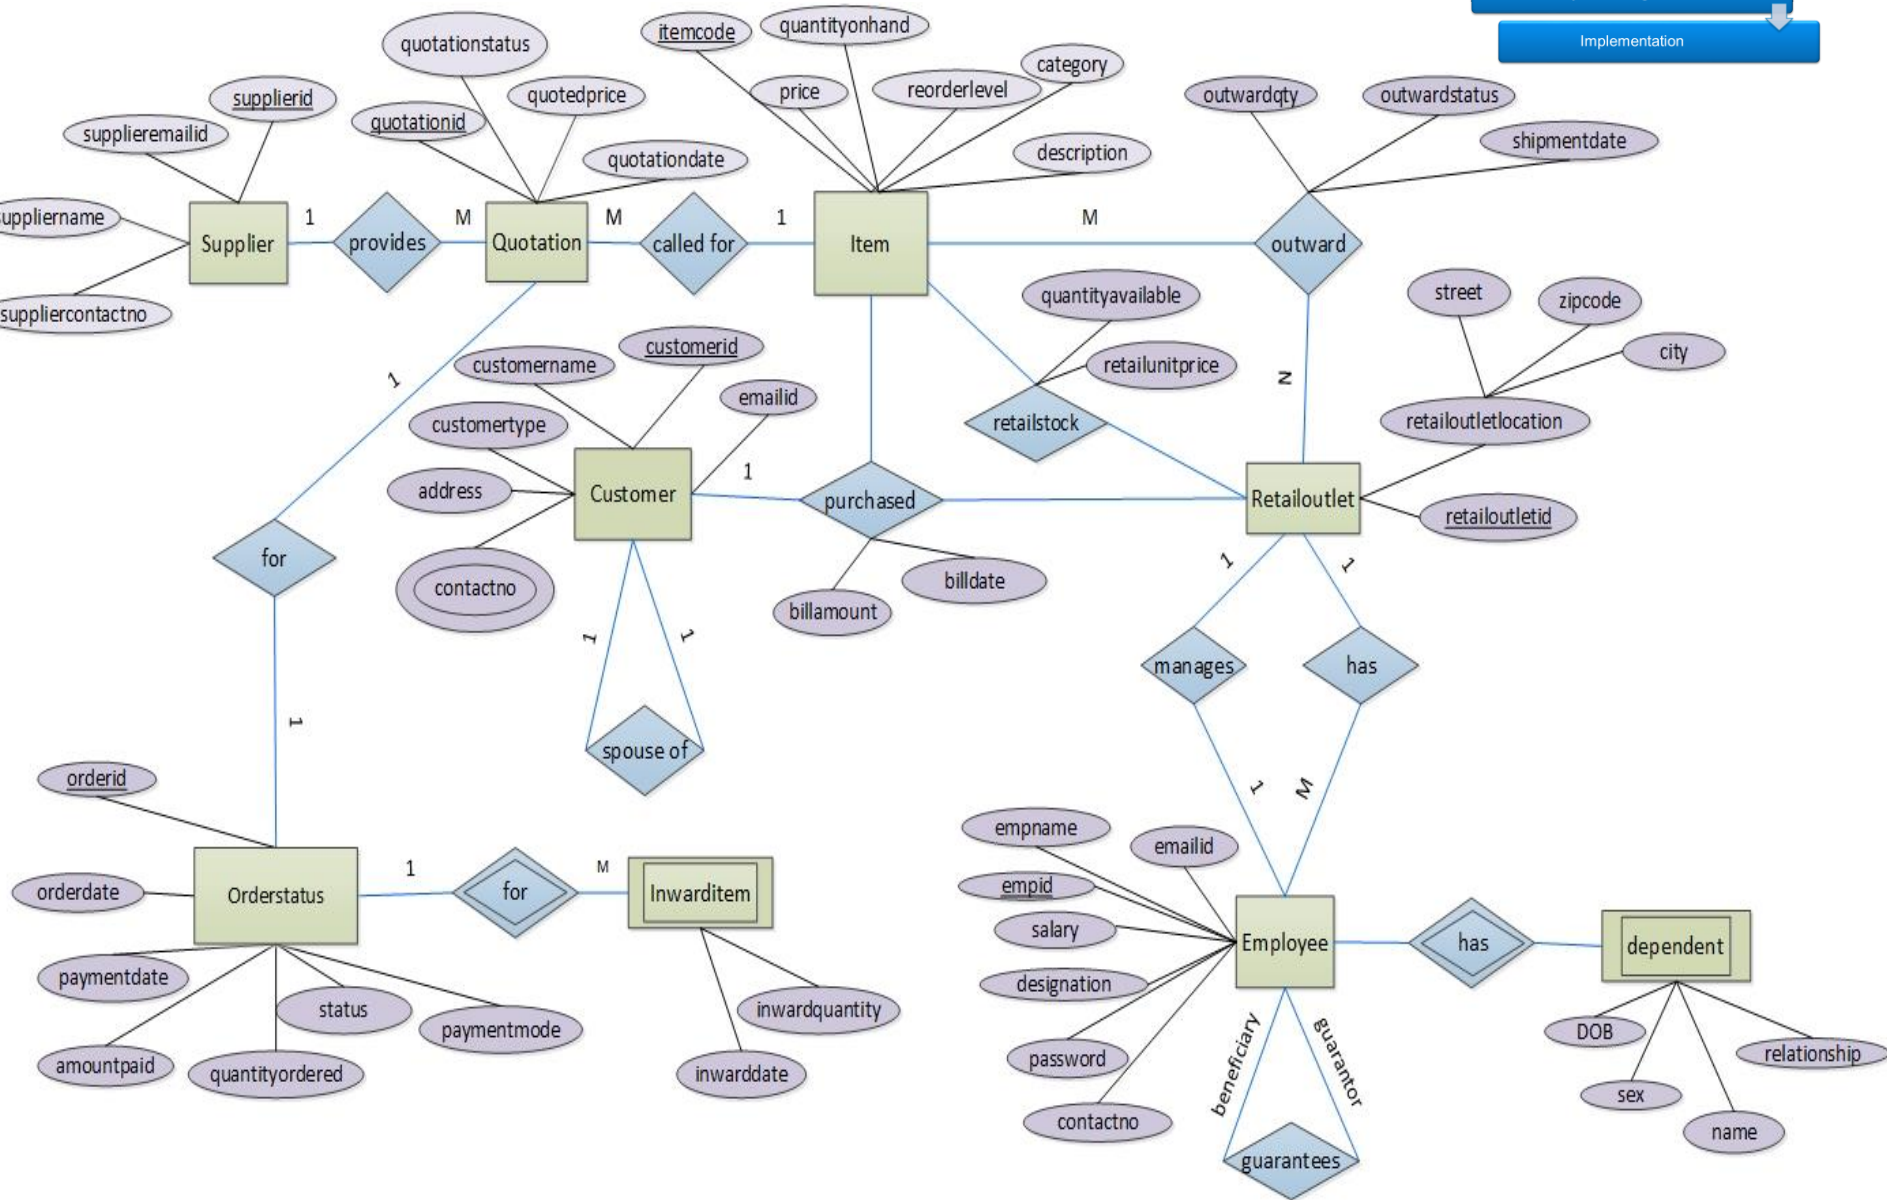 Implementation
quotationstatus
itemcode
quantityonhand
category
supplierid
quotedprice
price
reorderlevel
outwardqty
outwardstatus
supplieremailid
quotationid
quotationdate
description
shipmentdate
suppliername
1
M
M
1
M
Supplier
provides
Quotation
called for
Item
outward
suppliercontactno
quantityavailable
street
zipcode
customername
customerid
retailunitprice
city
1
N
emailid
customertype
retailstock
retailoutletlocation
address
Customer
1
purchased
Retailoutlet
retailoutletid
for
contactno
billdate
billamount
1
1
1
1
manages
has
1
spouse of
orderid
1
M
empname
emailid
orderdate
Orderstatus
1
for
M
Inwarditem
empid
salary
Employee
has
dependent
paymentdate
status
paymentmode
inwardquantity
designation
amountpaid
quantityordered
inwarddate
password
contactno
beneficiary
guarantor
guarantees
DOB
relationship
sex
name